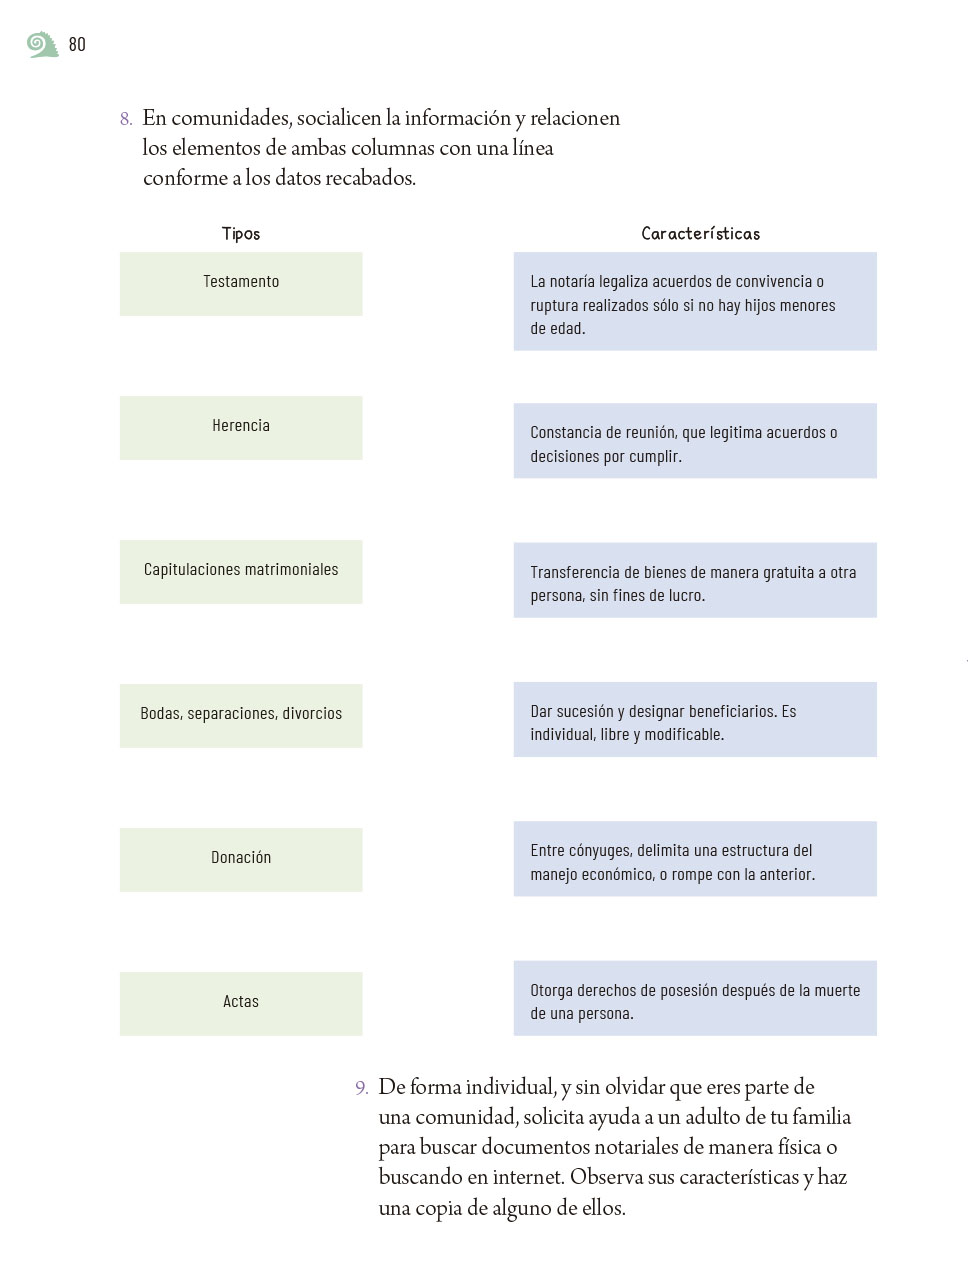 80
8. En comunidades, socialicen la información y relacionen
los elementos de ambas columnas con una línea
conforme a los datos recabados.
Tipos
Características
Testamento
La notaría legaliza acuerdos de convivencia o
ruptura realizados sólo si no hay hijos menores
de edad.
Herencia
Constancia de reunión, que legitima acuerdos o
decisiones por cumplir.
Capitulaciones matrimoniales
Transferencia de bienes de manera gratuita a otra
persona, sin fines de lucro.
Bodas, separaciones, divorcios
Dar sucesión y designar beneficiarios. Es
individual, libre y modificable.
Donación
Entre cónyuges, delimita una estructura del
manejo económico, o rompe con la anterior.
Actas
Otorga derechos de posesión después de la muerte
de una persona.
9. De forma individual, y sin olvidar que eres parte de
una comunidad, solicita ayuda a un adulto de tu familia
para buscar documentos notariales de manera física o
buscando en internet. Observa sus características y haz
una copia de alguno de ellos.